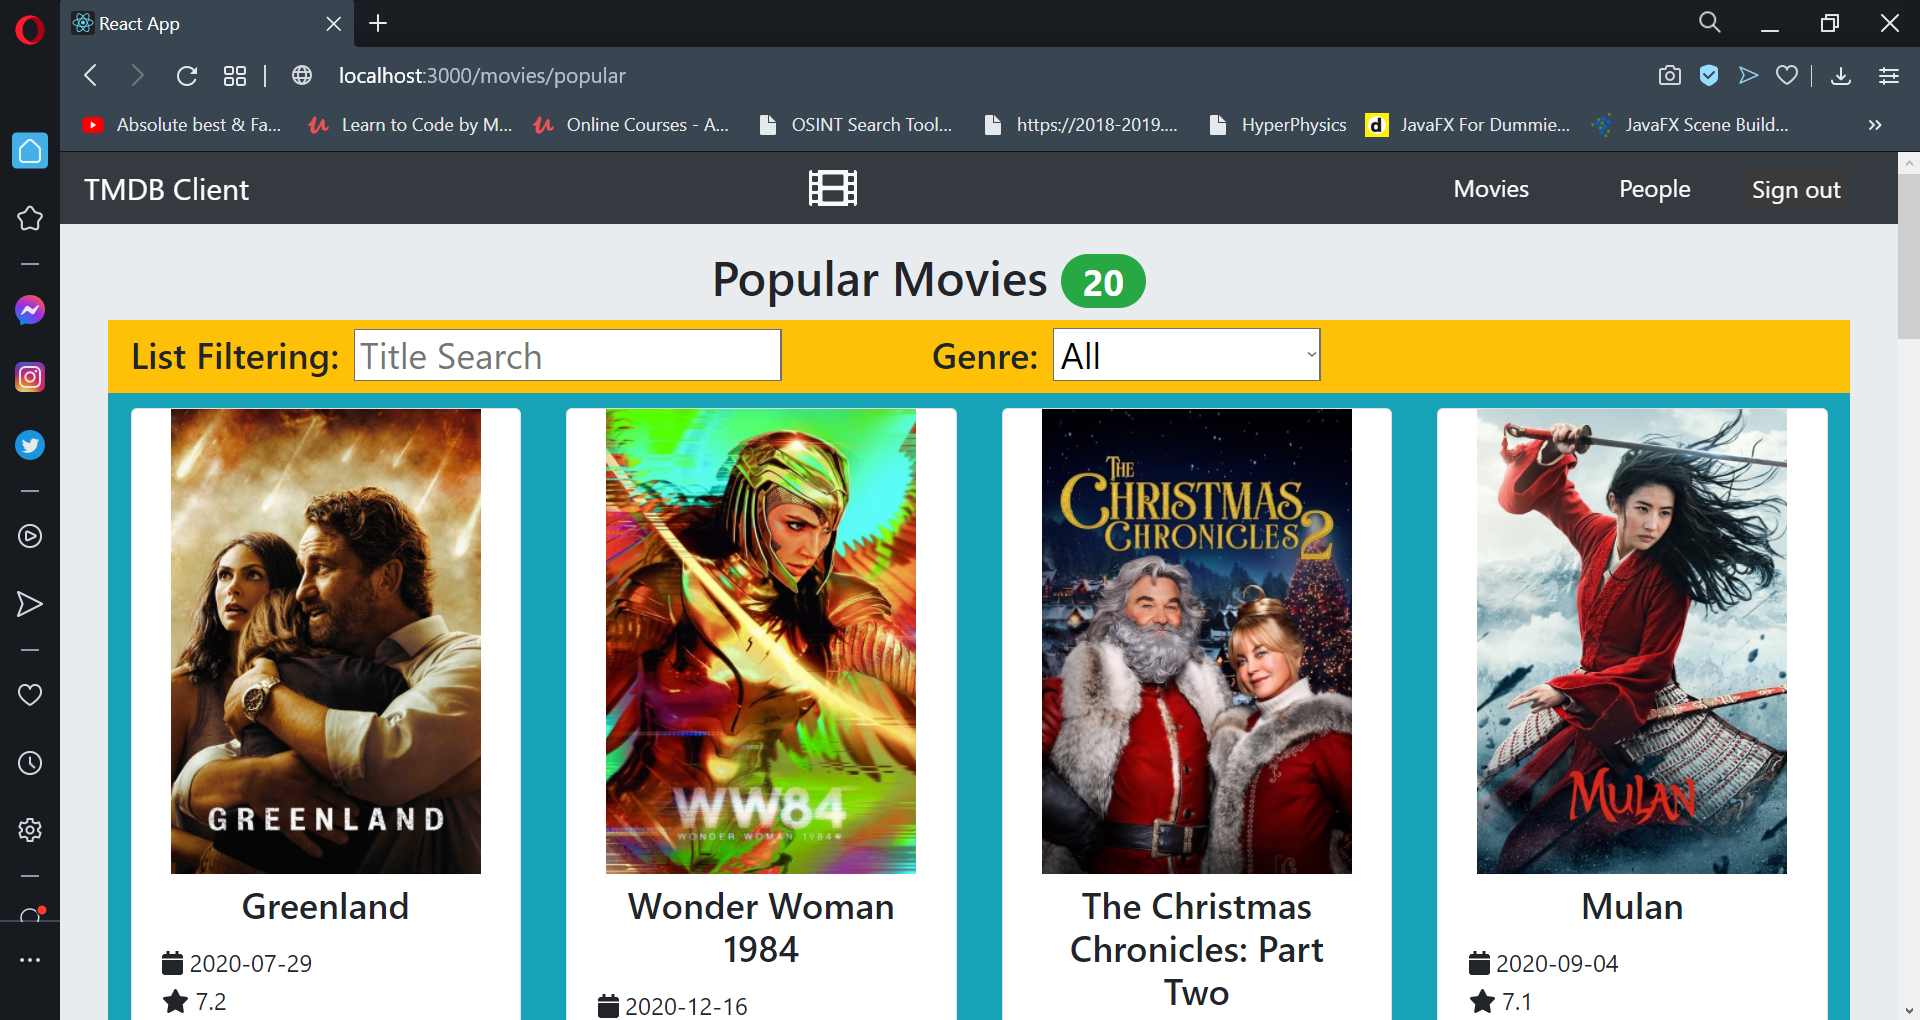 React App
localhost:3000/movies/popular
Absolute best & Fa...
Learn to Code by M...
Online Courses - A...
OSINT Search Tool...
https://2018-2019....
HyperPhysics
d
JavaFX For Dummie...
JavaFX Scene Build...
TMDB Client
Movies
People
Sign out
Popular Movies 20
List Filtering:
Title Search
Genre:
All
GREENLAND
WW84
WONDER WOMAN 1984
THE
CHRISTMAS
CHRONICLES 2
MULAN
Greenland
2020-07-29
7.2
Wonder Woman
1984
2020-12-16
The Christmas
Chronicles: Part
Two
Mulan
2020-09-04
7.1